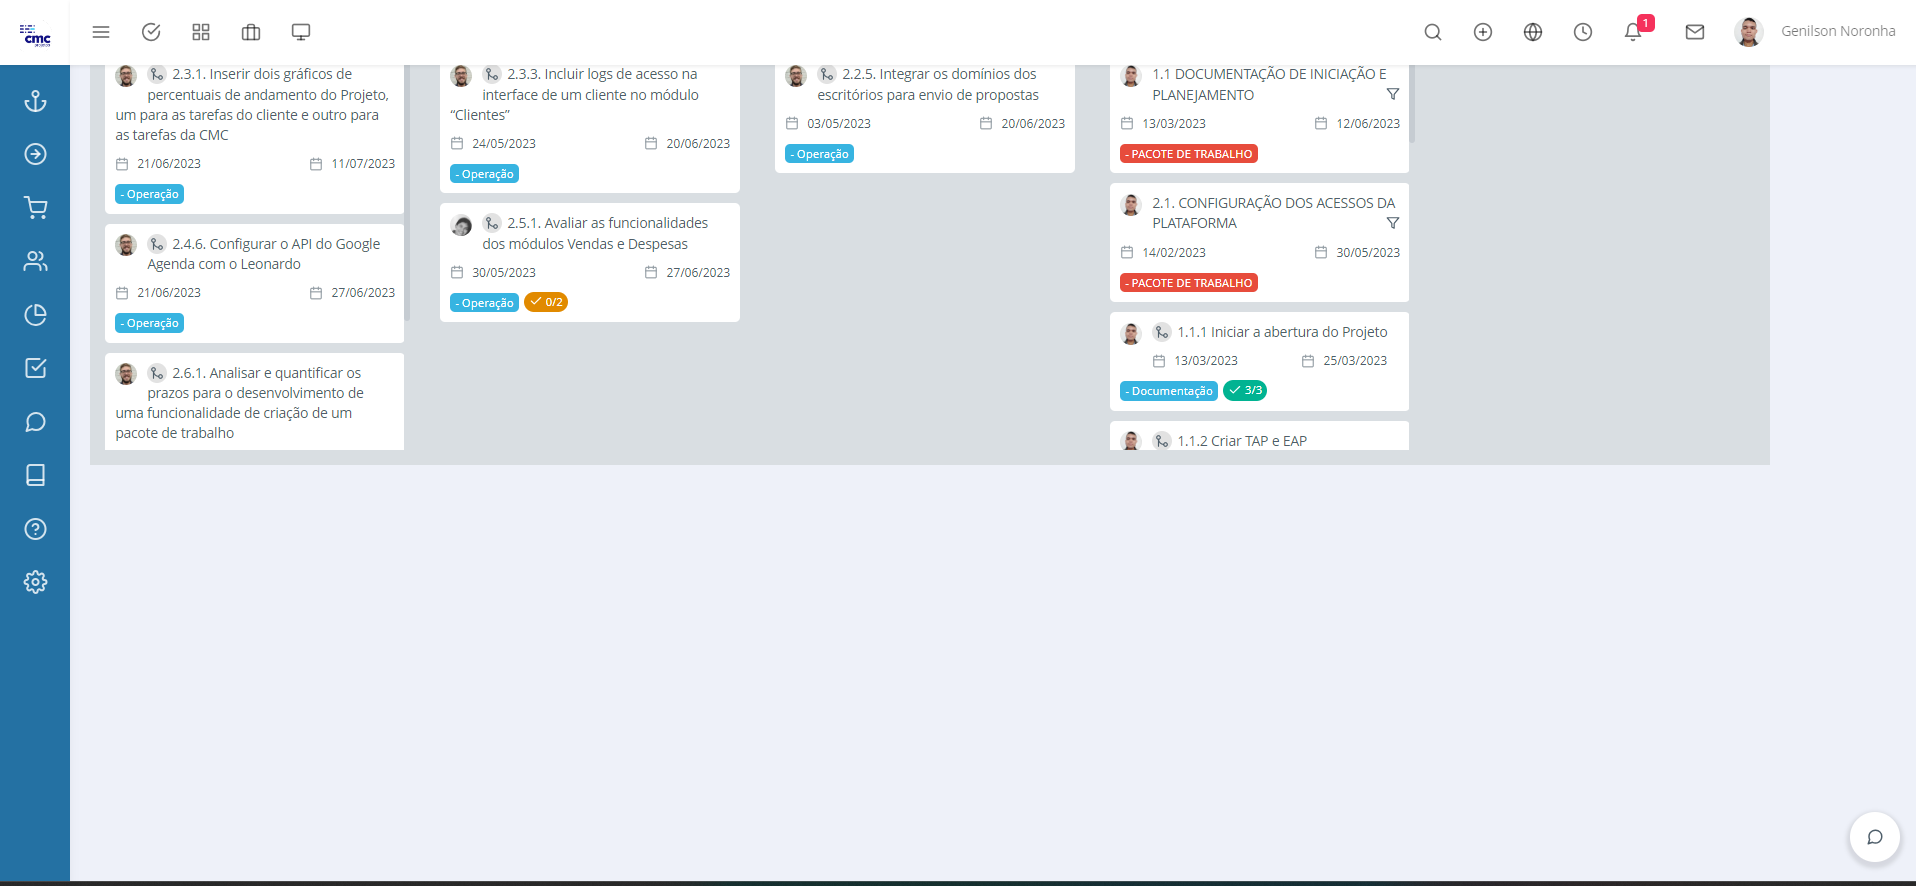 cmc
1
Genilson Noronha
2.3.1. Inserir dois gráficos de
percentuais de andamento do Projeto,
um para as tarefas do cliente e outro para
as tarefas da CMC
21/06/2023
11/07/2023
- Operação
2.4.6. Configurar o API do Google
Agenda com o Leonardo
21/06/2023
27/06/2023
- Operação
2.6.1. Analisar e quantificar os
prazos para o desenvolvimento de
uma funcionalidade de criação de um
pacote de trabalho
2.3.3. Incluir logs de acesso na
interface de um cliente no módulo
“Clientes”
24/05/2023
20/06/2023
- Operação
2.5.1. Avaliar as funcionalidades
dos módulos Vendas e Despesas
30/05/2023
27/06/2023
- Operação
0/2
2.2.5. Integrar os domínios dos
escritórios para envio de propostas
03/05/2023
20/06/2023
- Operação
1.1 DOCUMENTAÇÃO DE INICIAÇÃO E
PLANEJAMENTO
13/03/2023
12/06/2023
- PACOTE DE TRABALHO
2.1. CONFIGURAÇÃO DOS ACESSOS DA
PLATAFORMA
14/02/2023
30/05/2023
- PACOTE DE TRABALHO
1.1.1 Iniciar a abertura do Projeto
13/03/2023
25/03/2023
- Documentação
3/3
1.1.2 Criar TAP e EAP